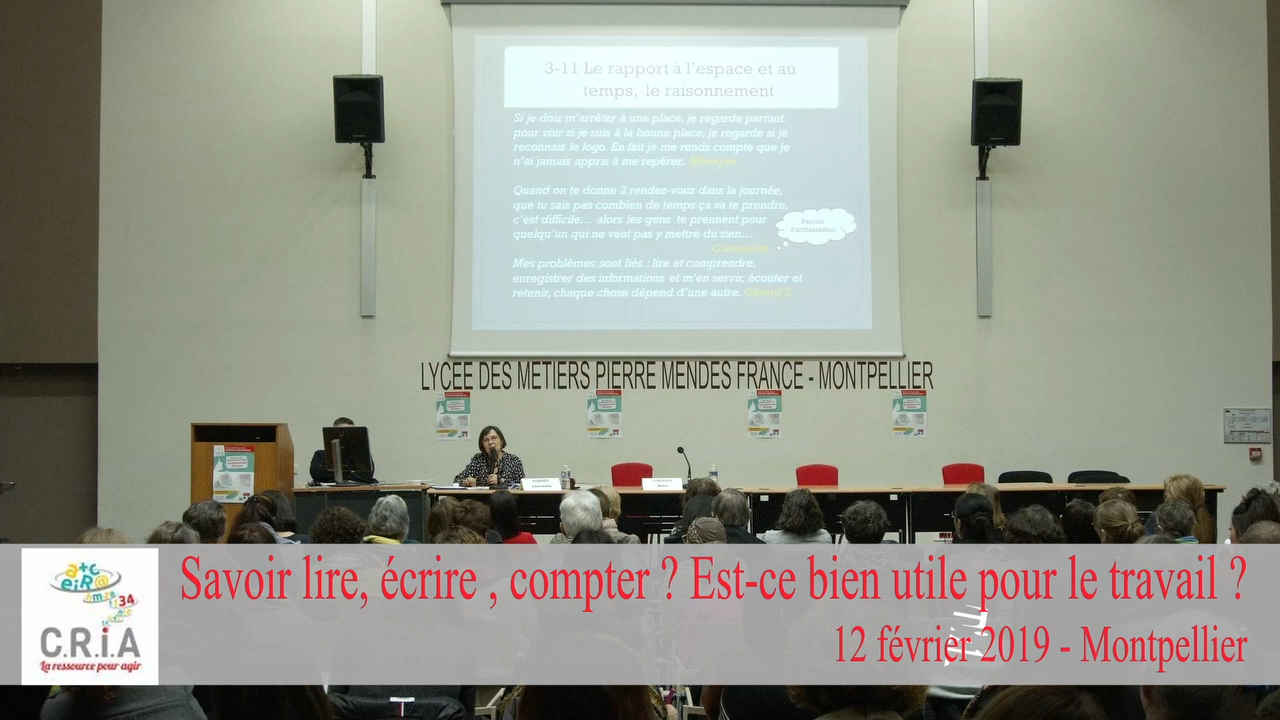 3-11 Le rapport à l'espace et au
temps, le raisonnement
Si je dois m'arrêter à une place, je regarde partout
pour voir si je suis à la bonne place, je regarde si je
reconnais le logo. En fait je me rends compte que je
n'ai jamais appris à me repérer. Monique
Quand on te donne 2 rendez-vous dans la journée,
que tu sais pas combien de temps ça va te prendre,
c'est difficile… alors les gens te prennent pour
quelqu'un qui ne veut pas y mettre du sien…
Gwenaelle
Paroles
d'ambassadeur
Mes problèmes sont liés : lire et comprendre,
enregistrer des informations et m'en servir, écouter et
retenir, chaque chose dépend d'une autre. Gérard L.
LYCEE DES METIERS PIERRE MENDES FRANCE - MONTPELLIER
34
C.R.i.A
La ressource pour agir
Savoir lire, écrire , compter ? Est-ce bien utile pour le travail ?
12 février 2019 - Montpellier